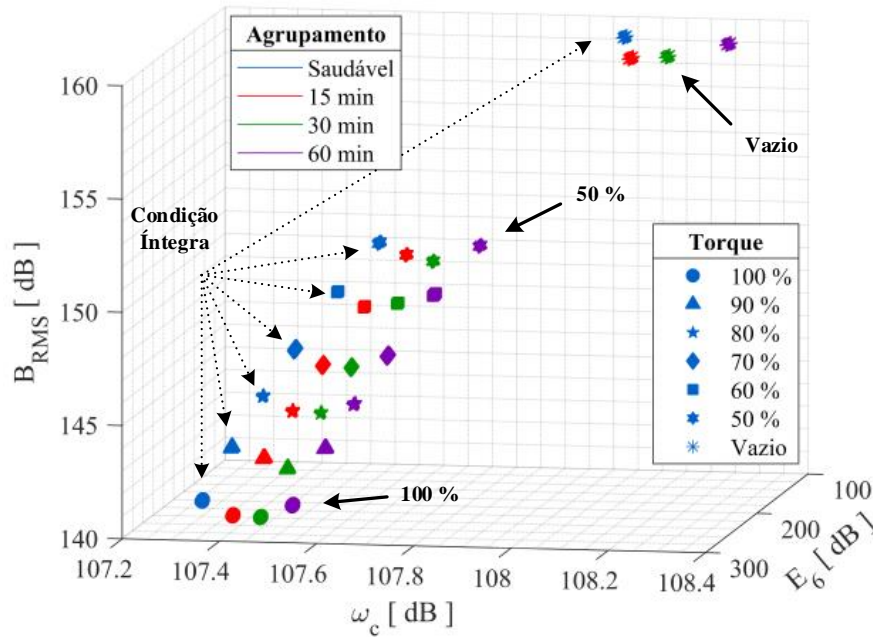 Agrupamento
Saudável
15 min
30 min
60 min
160
155
150
145
140
B_RMS [ dB ]
Vazio
50 %
Condição
Íntegra
100 %
Torque
100 %
90 %
80 %
70 %
60 %
50 %
Vazio
107.2
107.4
107.6
107.8
108
108.2
108.4
ω_c [ dB ]
100
200
300
E_6 [ dB ]